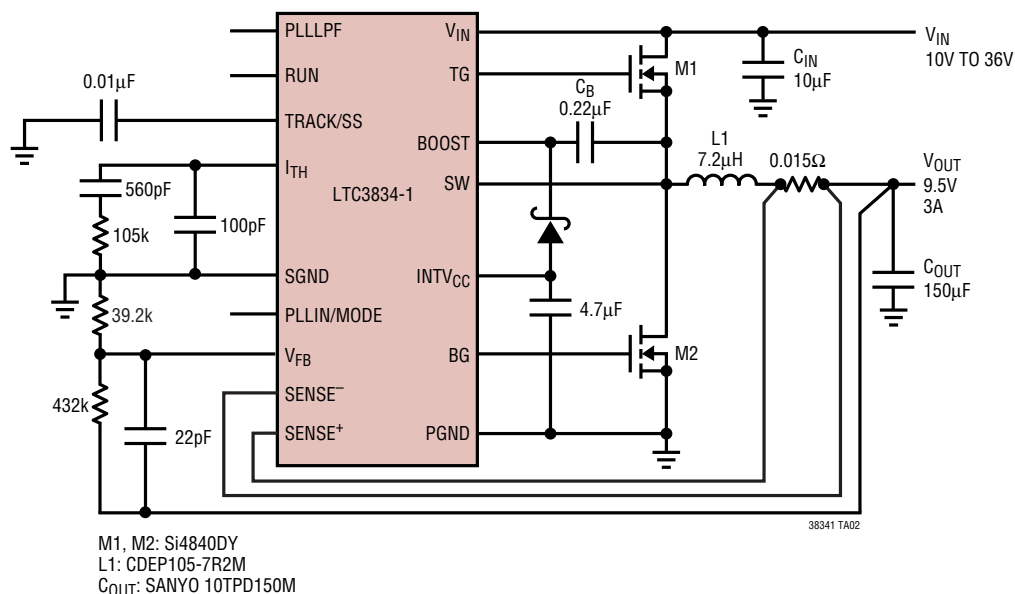 PLLLPF
RUN
0.01µF
TRACK/SS
ITH
560pF
105k
100pF
SGND
39.2k
PLLIN/MODE
VFB
432k
22pF
SENSE–
SENSE+
LTC3834-1
VIN
TG
BOOST
SW
INTVCC
BG
PGND
M1
CB
0.22µF
CIN
10µF
VIN
10V TO 36V
L1
7.2µH
0.015Ω
VOUT
9.5V
3A
COUT
150µF
4.7µF
M2
38341 TA02
M1, M2: Si4840DY
L1: CDEP105-7R2M
COUT: SANYO 10TPD150M